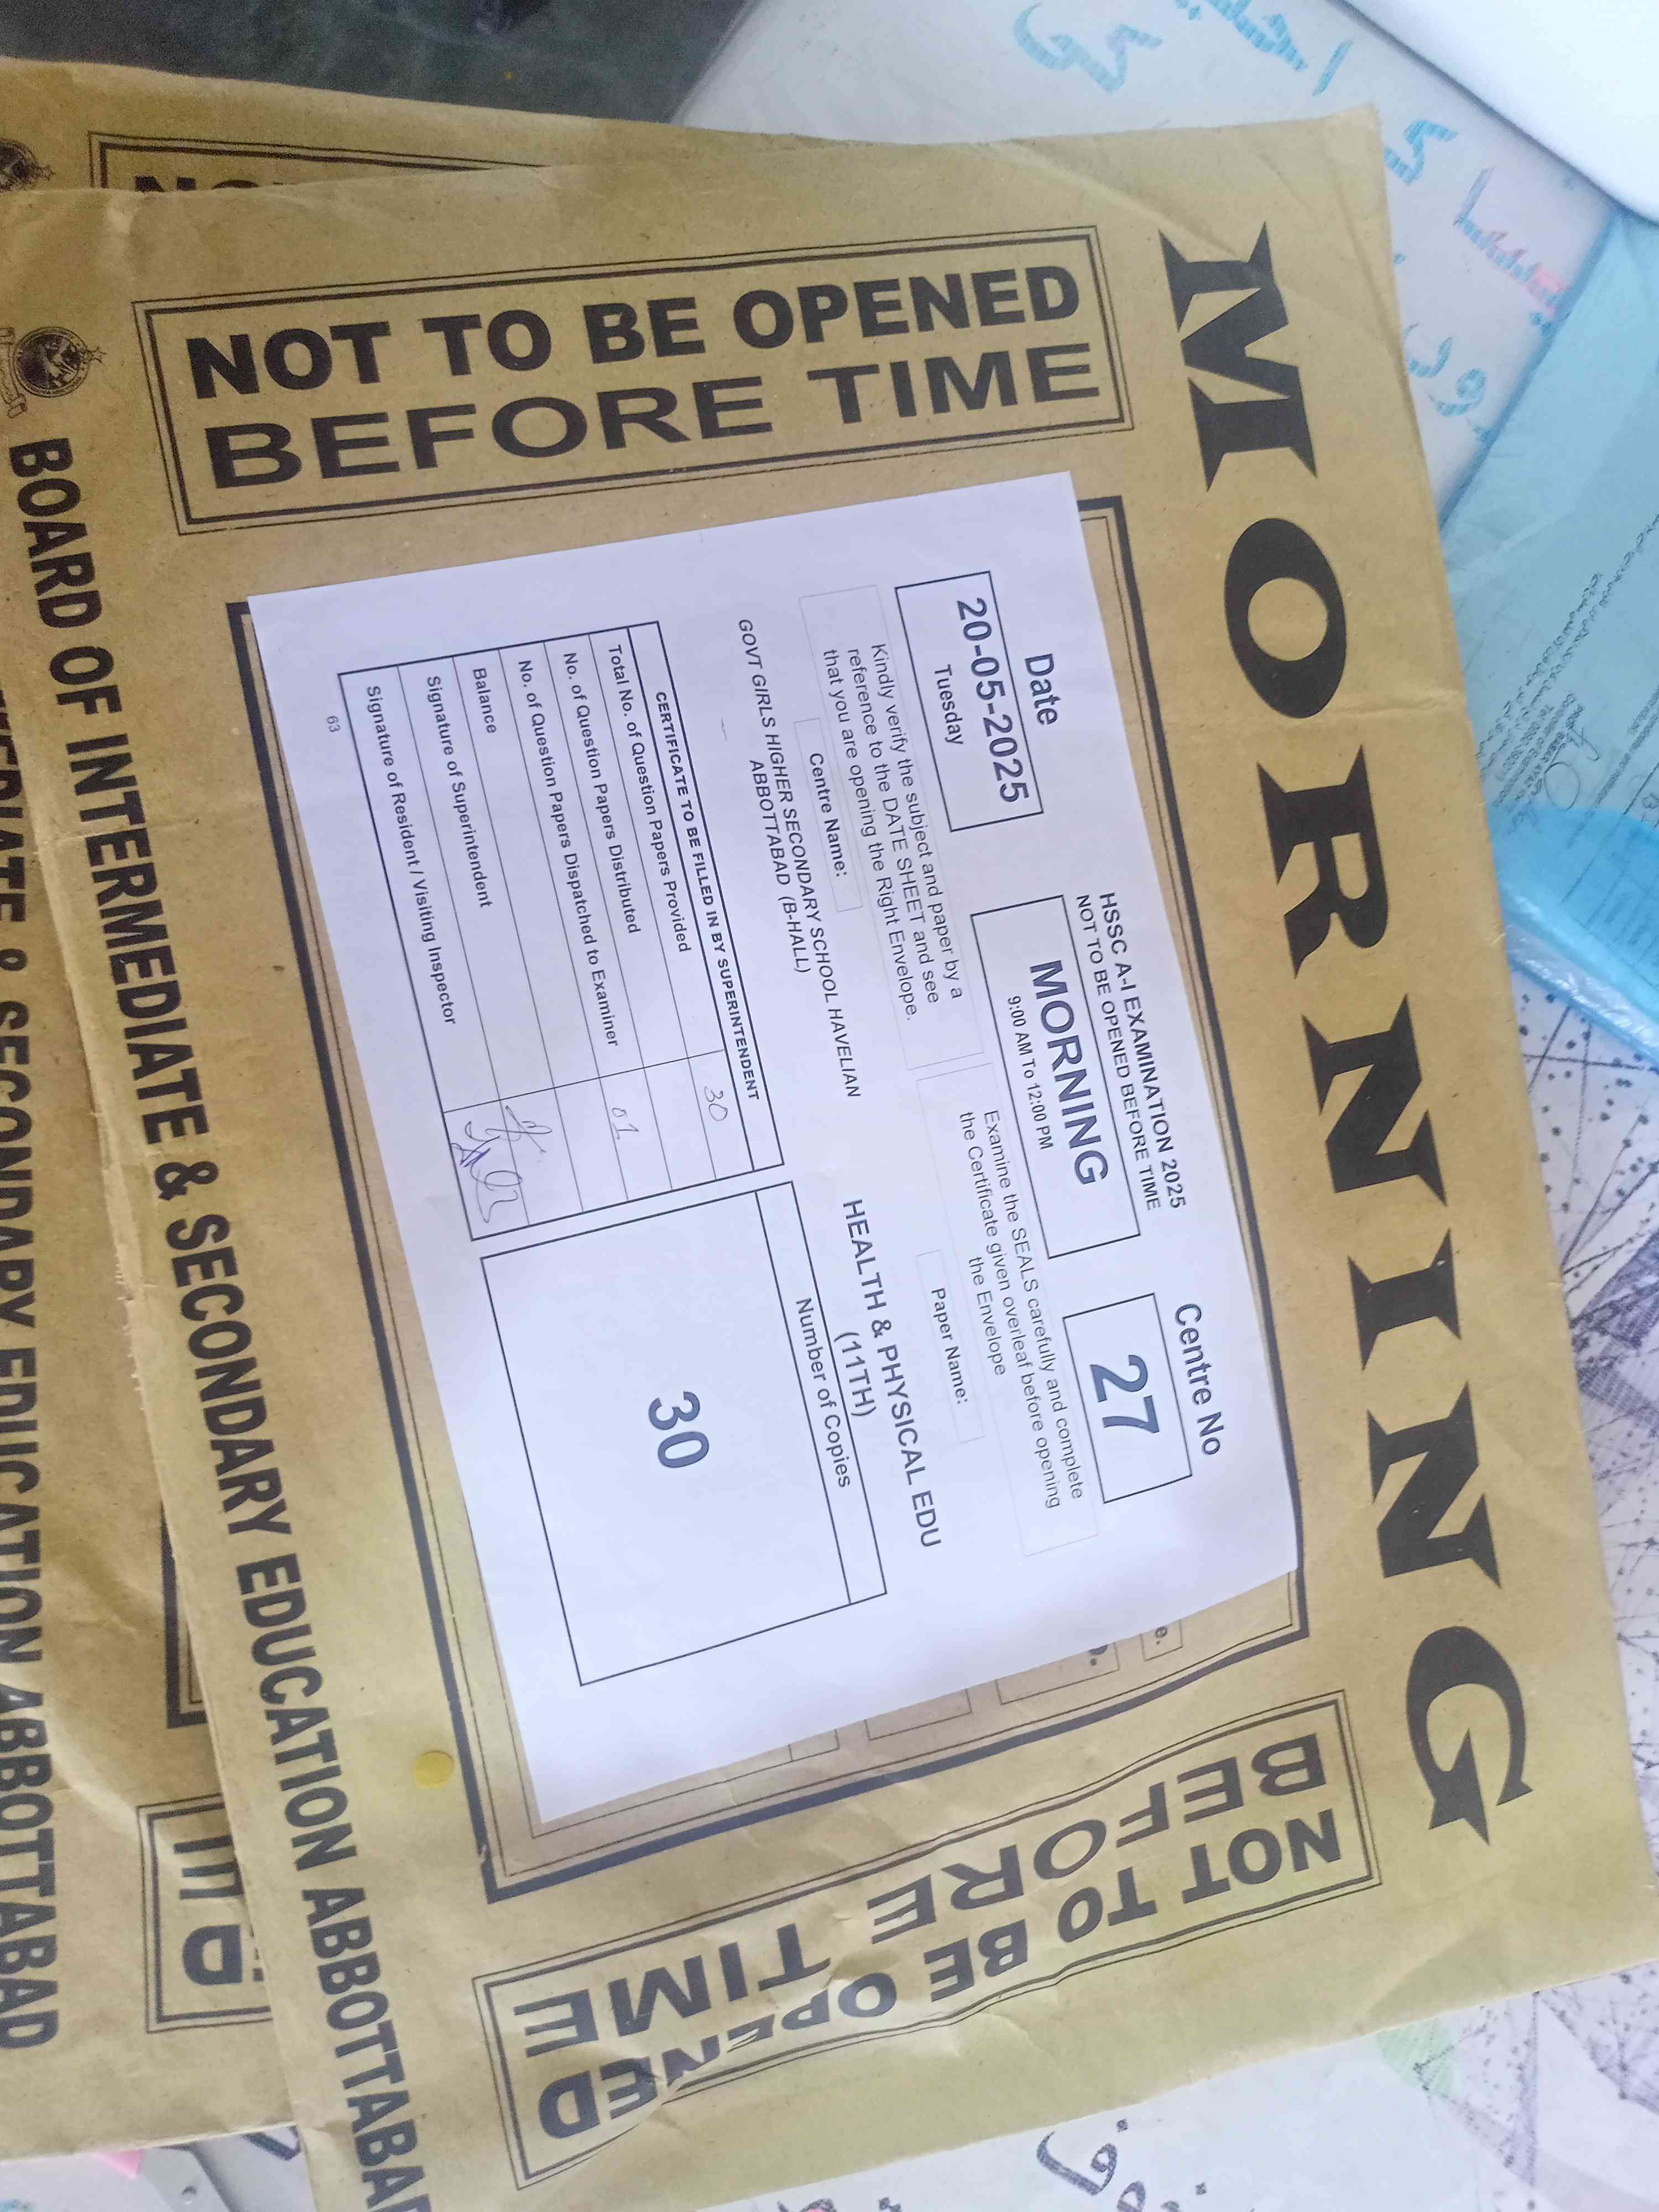 MORNING
NOT TO BE OPENED
BEFORE TIME
HSSC A-I EXAMINATION 2025
NOT TO BE OPENED BEFORE TIME
Date
20-05-2025
Tuesday
MORNING
9:00 AM To 12:00 PM
Centre No
27
Kindly verify the subject and paper by a
reference to the DATE SHEET and see
that you are opening the Right Envelope.
Examine the SEALS carefully and complete
the Certificate given overleaf before opening
the Envelope
Centre Name:
GOVT GIRLS HIGHER SECONDARY SCHOOL HAVELIAN
ABBOTTABAD (B-HALL)
Paper Name:
HEALTH & PHYSICAL EDU
(11TH)
CERTIFICATE TO BE FILLED IN BY SUPERINTENDENT
Total No. of Question Papers Provided 30
No. of Question Papers Distributed
No. of Question Papers Dispatched to Examiner 01
Balance
Signature of Superintendent
Signature of Resident / Visiting Inspector
63
Number of Copies
30
NOT TO BE OPENED
BEFORE TIME
BOARD OF INTERMEDIATE & SECONDARY EDUCATION ABBOTTABA
& SECONDARY EDUCATION ABBOTTABAD